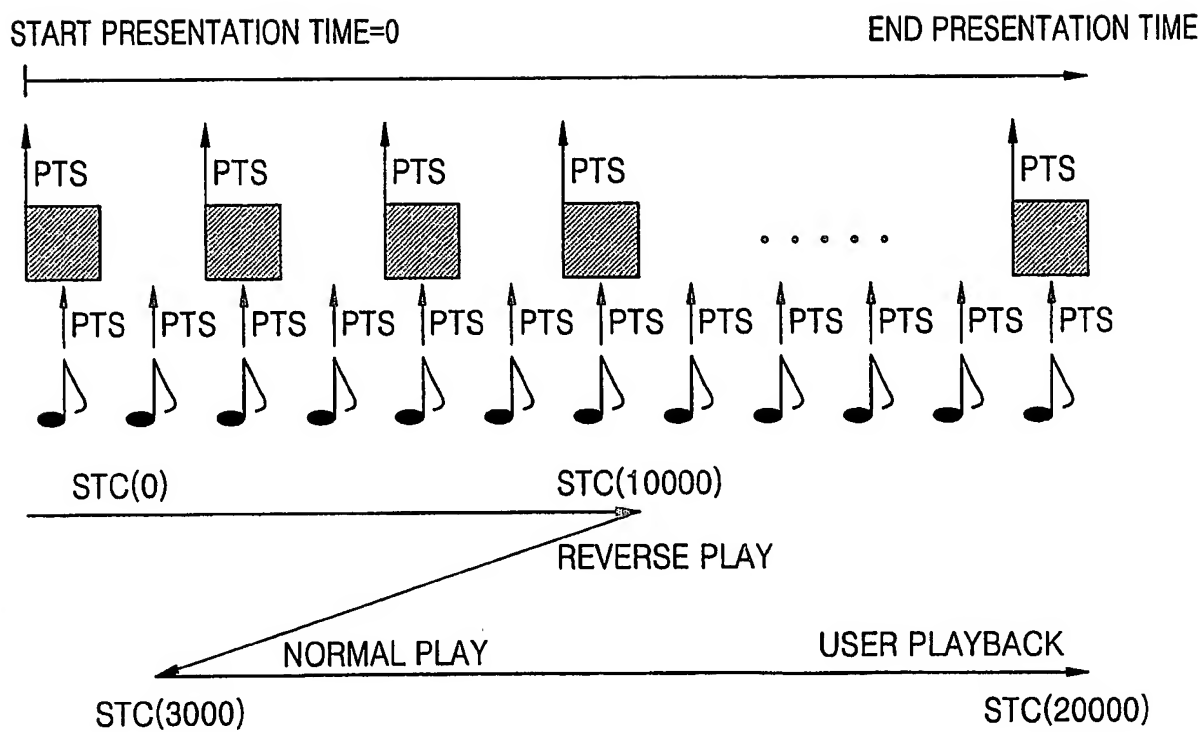 START PRESENTATION TIME=0 END PRESENTATION TIME
PTS PTS PTS PTS PTS
PTS PTS PTS PTS PTS PTS PTS PTS PTS PTS PTS PTS
STC(0) STC(10000)
REVERSE PLAY
NORMAL PLAY USER PLAYBACK
STC(3000) STC(20000)